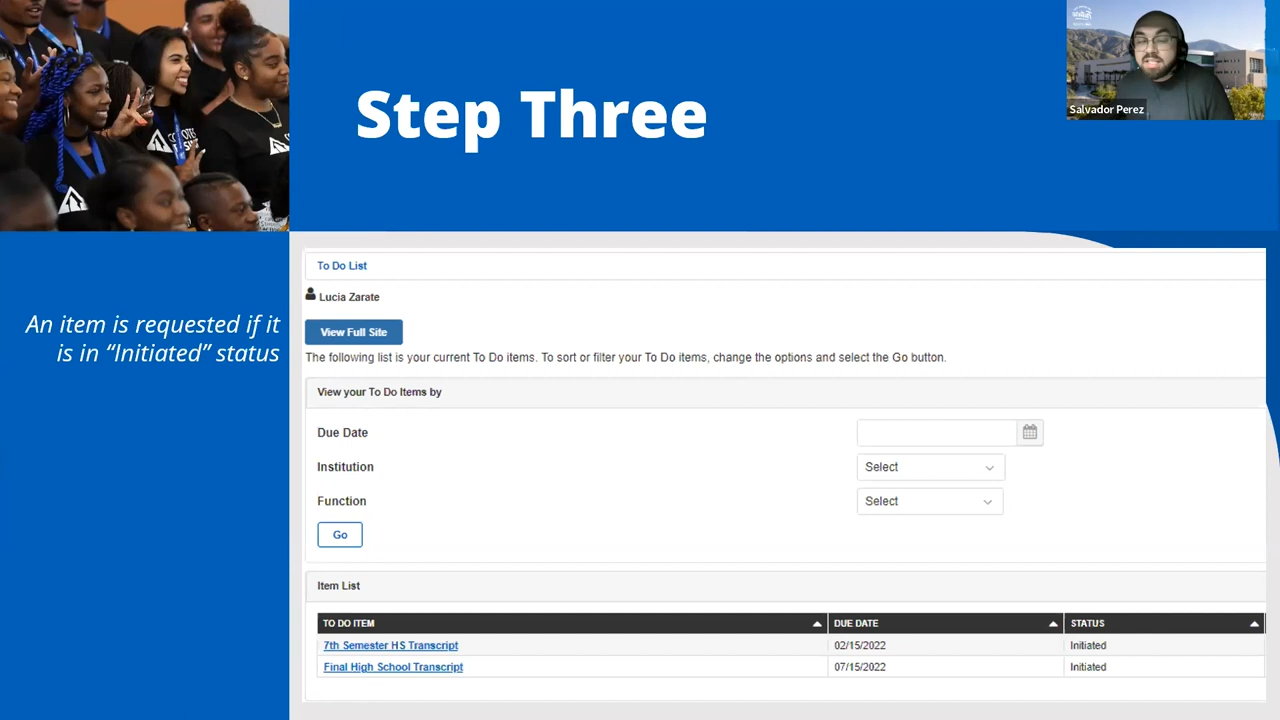 Step Three
Salvador Perez
An item is requested if it
is in “Initiated” status
To Do List
Lucia Zarate
View Full Site
The following list is your current To Do items. To sort or filter your To Do items, change the options and select the Go button.
View your To Do Items by
Due Date
Institution Select
Function Select
Go
Item List
TO DO ITEM DUE DATE STATUS
7th Semester HS Transcript 02/15/2022 Initiated
Final High School Transcript 07/15/2022 Initiated